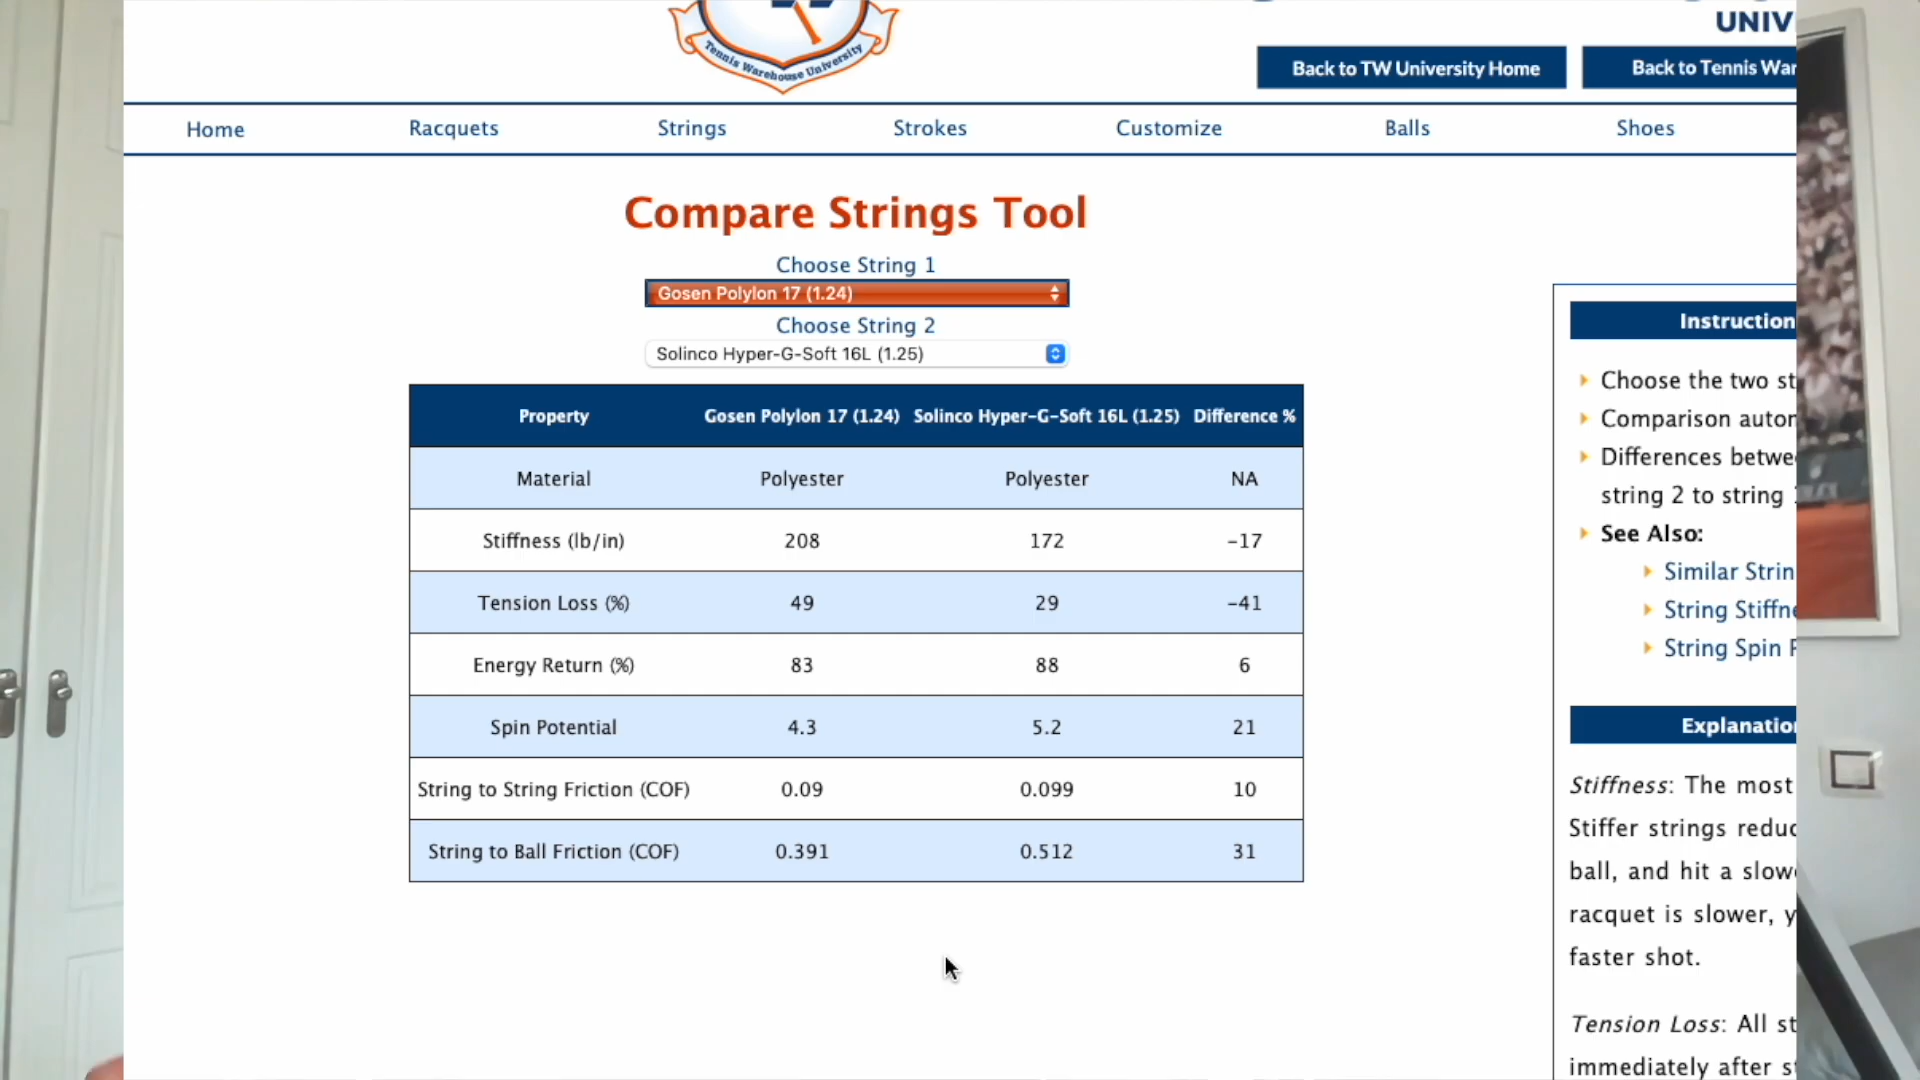 Tennis Warehouse University
UNIV
Back to TW University Home
Back to Tennis War
Home
Racquets
Strings
Strokes
Customize
Balls
Shoes
Compare Strings Tool
Choose String 1
Gosen Polylon 17 (1.24)
Choose String 2
Solinco Hyper-G-Soft 16L (1.25)
Property Gosen Polylon 17 (1.24) Solinco Hyper-G-Soft 16L (1.25) Difference %
Material Polyester Polyester NA
Stiffness (lb/in) 208 172 -17
Tension Loss (%) 49 29 -41
Energy Return (%) 83 88 6
Spin Potential 4.3 5.2 21
String to String Friction (COF) 0.09 0.099 10
String to Ball Friction (COF) 0.391 0.512 31
Instruction
Choose the two st
Comparison auton
Differences betwe
string 2 to string
See Also:
Similar Strin
String Stiffne
String Spin P
Explanatio
Stiffness: The most
Stiffer strings reduc
ball, and hit a slow
racquet is slower, y
faster shot.
Tension Loss: All st
immediately after s